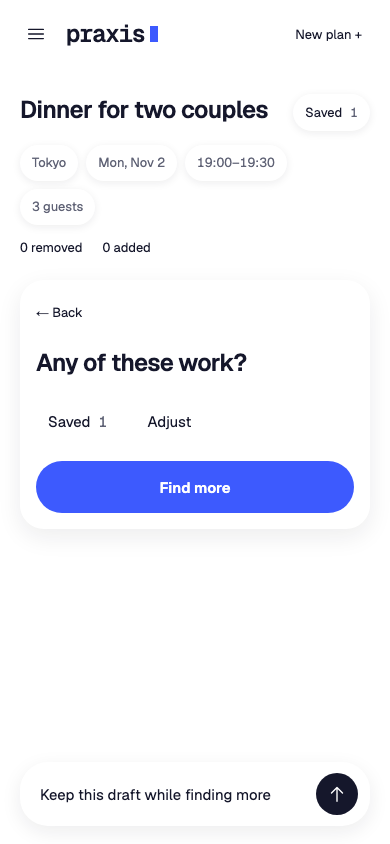 praxis
New plan +
Dinner for two couples
Saved 1
Tokyo
Mon, Nov 2
19:00–19:30
3 guests
0 removed 0 added
← Back
Any of these work?
Saved 1
Adjust
Find more
Keep this draft while finding more